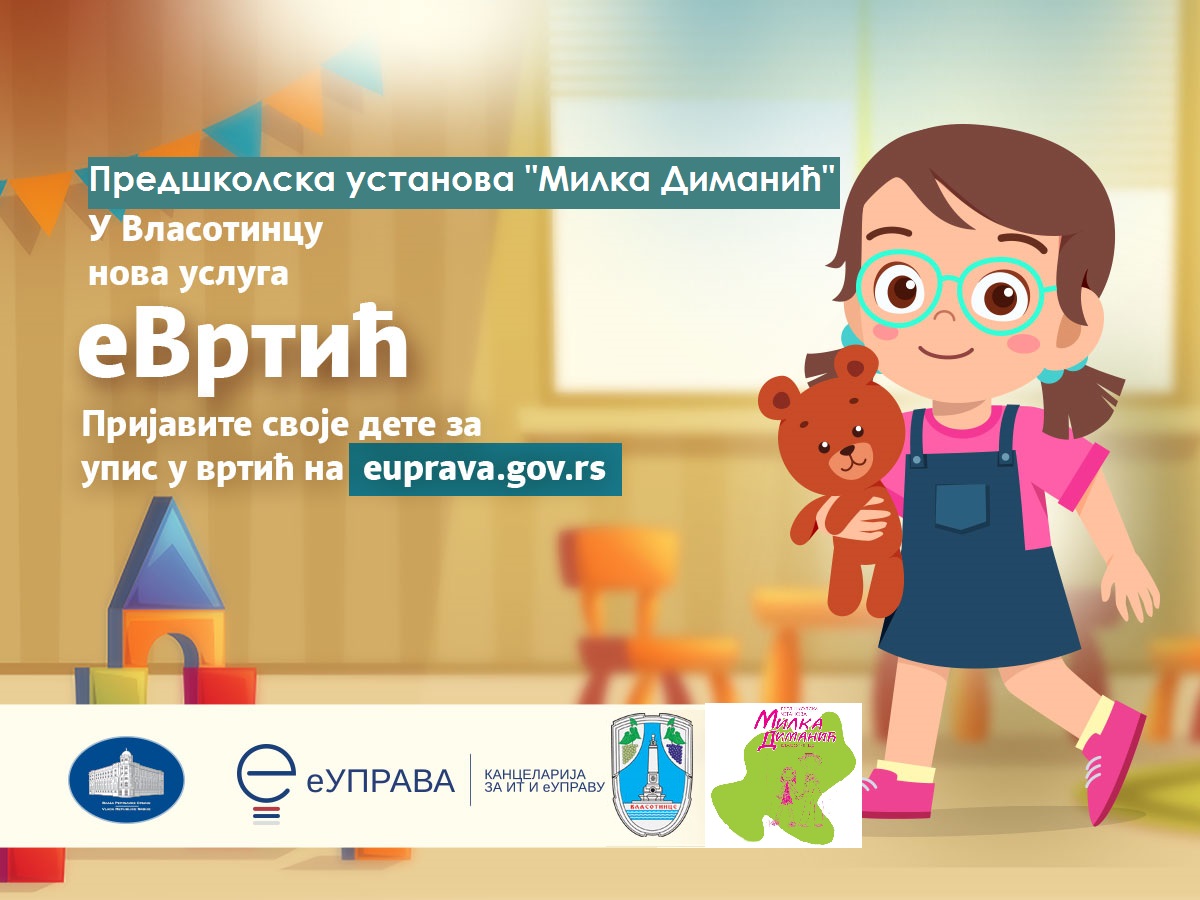 Предшколска установа "Милка Диманић"
У Власотинцу
нова услуга
еВртић
Пријавите своје дете за
упис у вртић на euprava.gov.rs
еУПРАВА
КАНЦЕЛАРИЈА
ЗА ИТ И еУПРАВУ
ВЛАСОТИНЦЕ
МИЛКА
ДИМАНИЋ